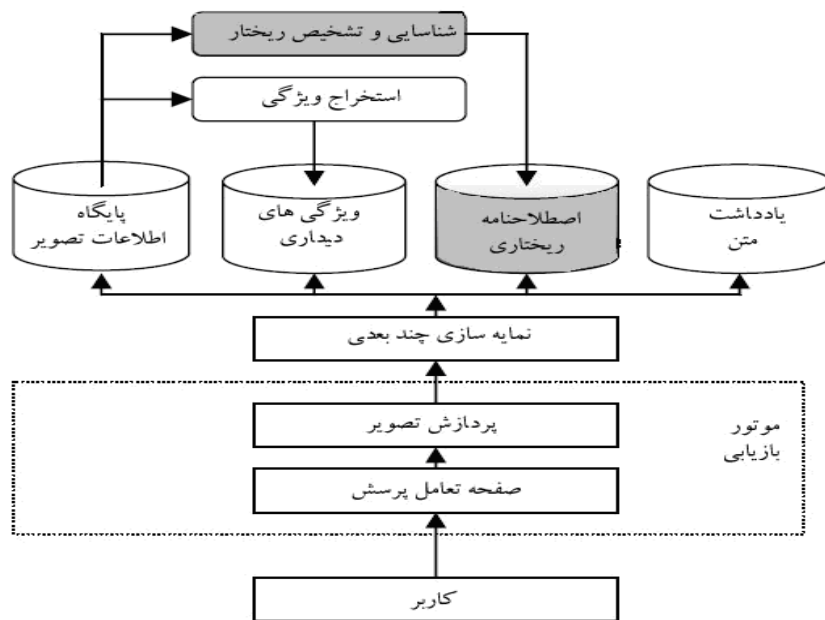 شناسایی و تشخیص ریختار
استخراج ویژگی
پایگاه
اطلاعات تصویر
ویژگی های
دیداری
اصطلاحنامه
ریختاری
یادداشت
متن
نمایه سازی چند بعدی
پردازش تصویر
موتور
بازیابی
صفحه تعامل پرسش
کاربر